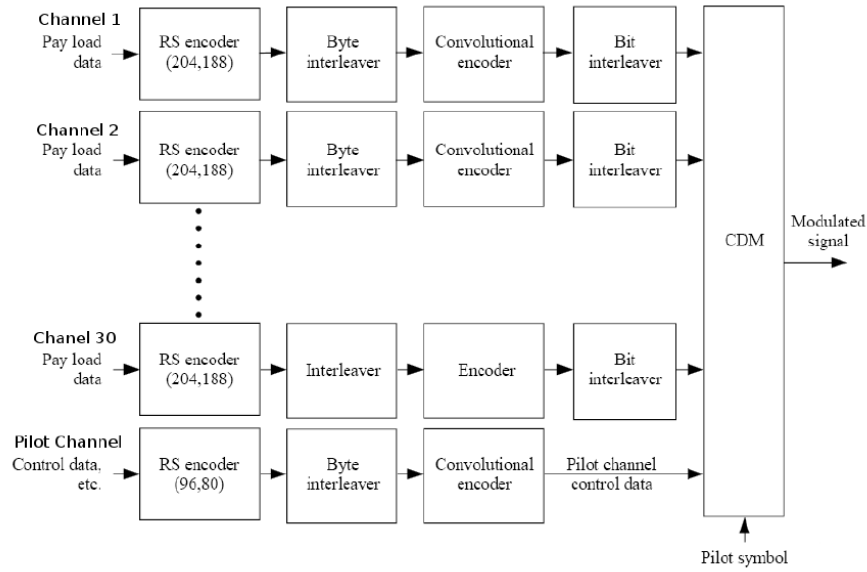 Channel 1
Pay load
data
RS encoder
(204,188)
Byte
interleaver
Convolutional
encoder
Bit
interleaver
Channel 2
Pay load
data
RS encoder
(204,188)
Byte
interleaver
Convolutional
encoder
Bit
interleaver
CDM
Modulated
signal
Chanel 30
Pay load
data
RS encoder
(204,188)
Interleaver
Encoder
Bit
interleaver
Pilot Channel
Control data,
etc.
RS encoder
(96,80)
Byte
interleaver
Convolutional
encoder
Pilot channel
control data
Pilot symbol